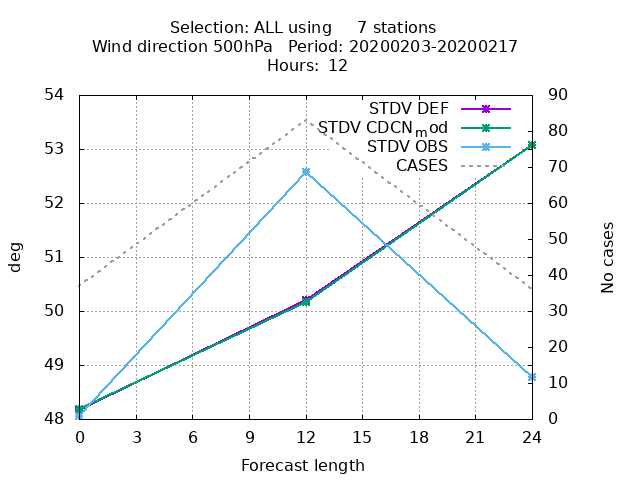 Selection: ALL using     7 stations
Wind direction 500hPa   Period: 20200203-20200217
Hours: 12
54
53
52
51
50
49
48
90
80
70
60
50
40
30
20
10
0
deg
No cases
STDV DEF
STDV CDCNmod
STDV OBS
CASES
0 3 6 9 12 15 18 21 24
Forecast length